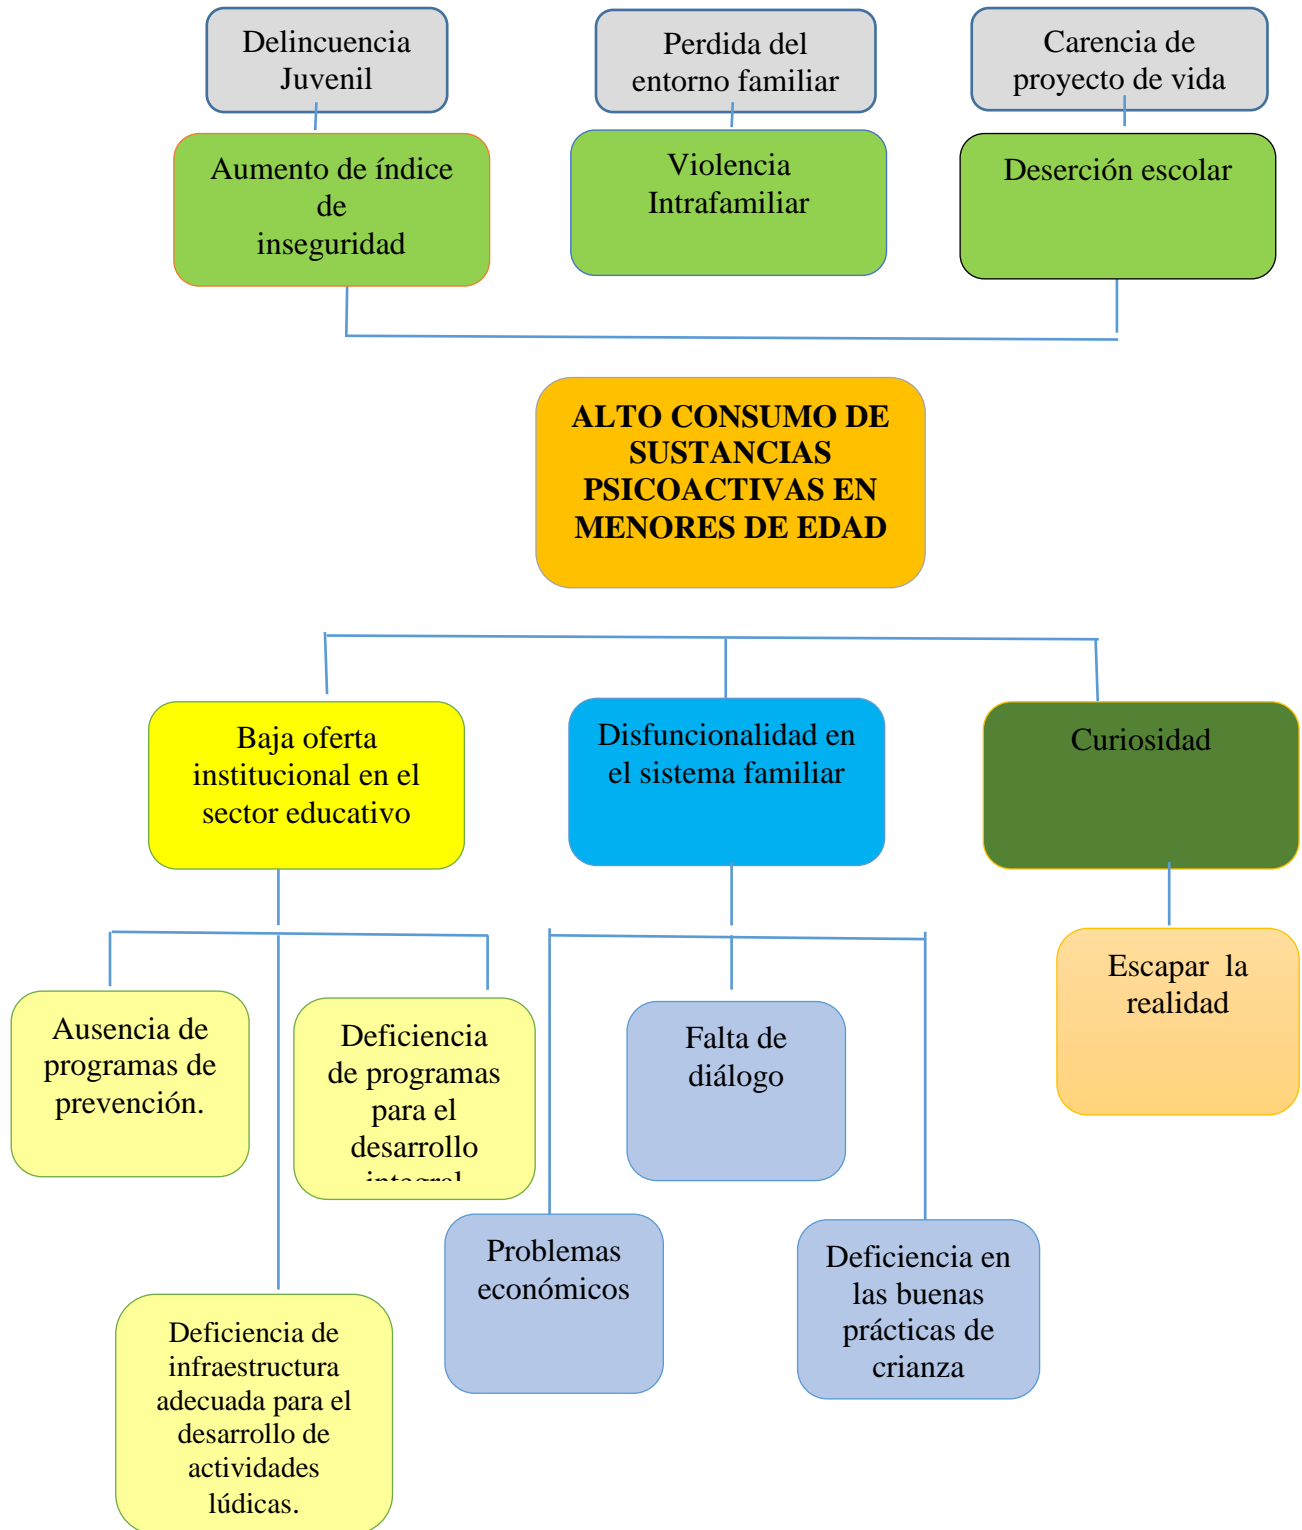 Delincuencia
Juvenil
Perdida del
entorno familiar
Carencia de
proyecto de vida
Aumento de índice
de
inseguridad
Violencia
Intrafamiliar
Deserción escolar
ALTO CONSUMO DE
SUSTANCIAS
PSICOACTIVAS EN
MENORES DE EDAD
Baja oferta
institucional en el
sector educativo
Disfuncionalidad en
el sistema familiar
Curiosidad
Ausencia de
programas de
prevención.
Deficiencia
de programas
para el
desarrollo
integral
Falta de
diálogo
Escapar  la
realidad
Problemas
económicos
Deficiencia en
las buenas
prácticas de
crianza
Deficiencia de
infraestructura
adecuada para el
desarrollo de
actividades
lúdicas.